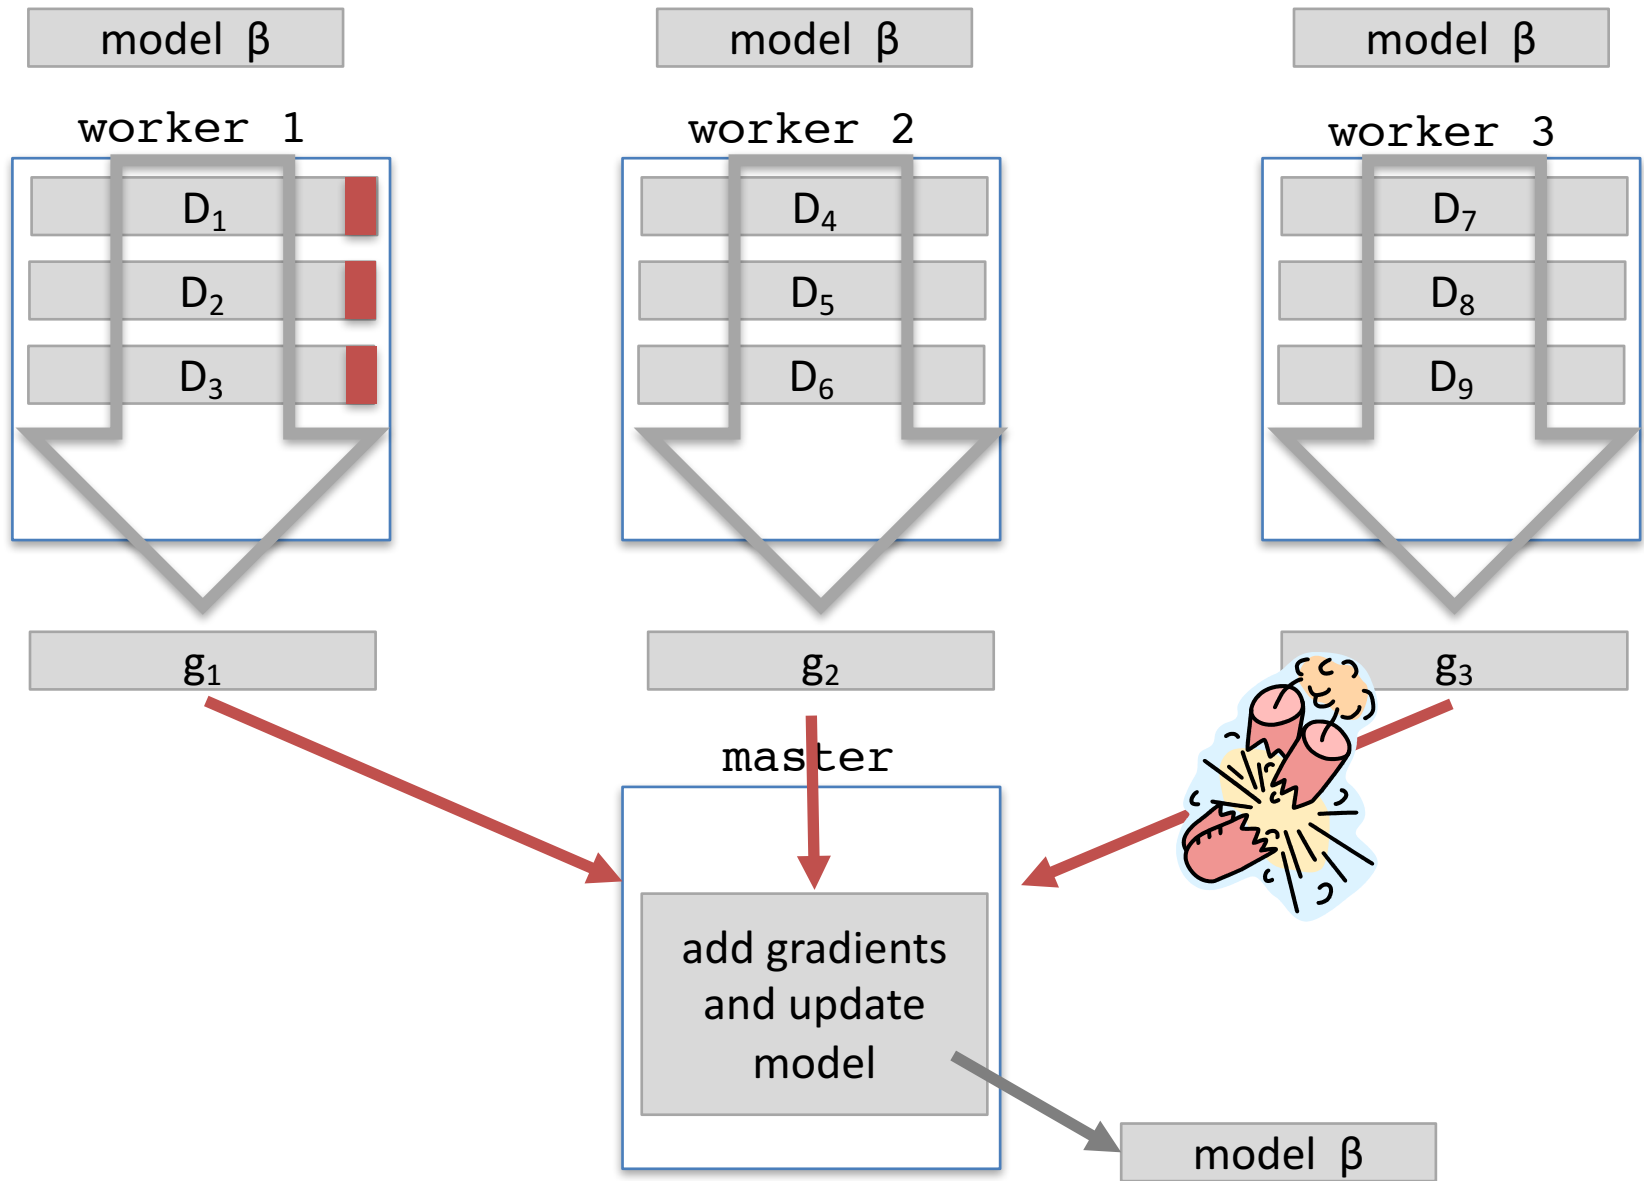 model β
model β
model β
worker 1
worker 2
worker 3
D₁
D₄
D₇
D₂
D₅
D₈
D₃
D₆
D₉
g₁
g₂
g₃
master
add gradients
and update
model
model β